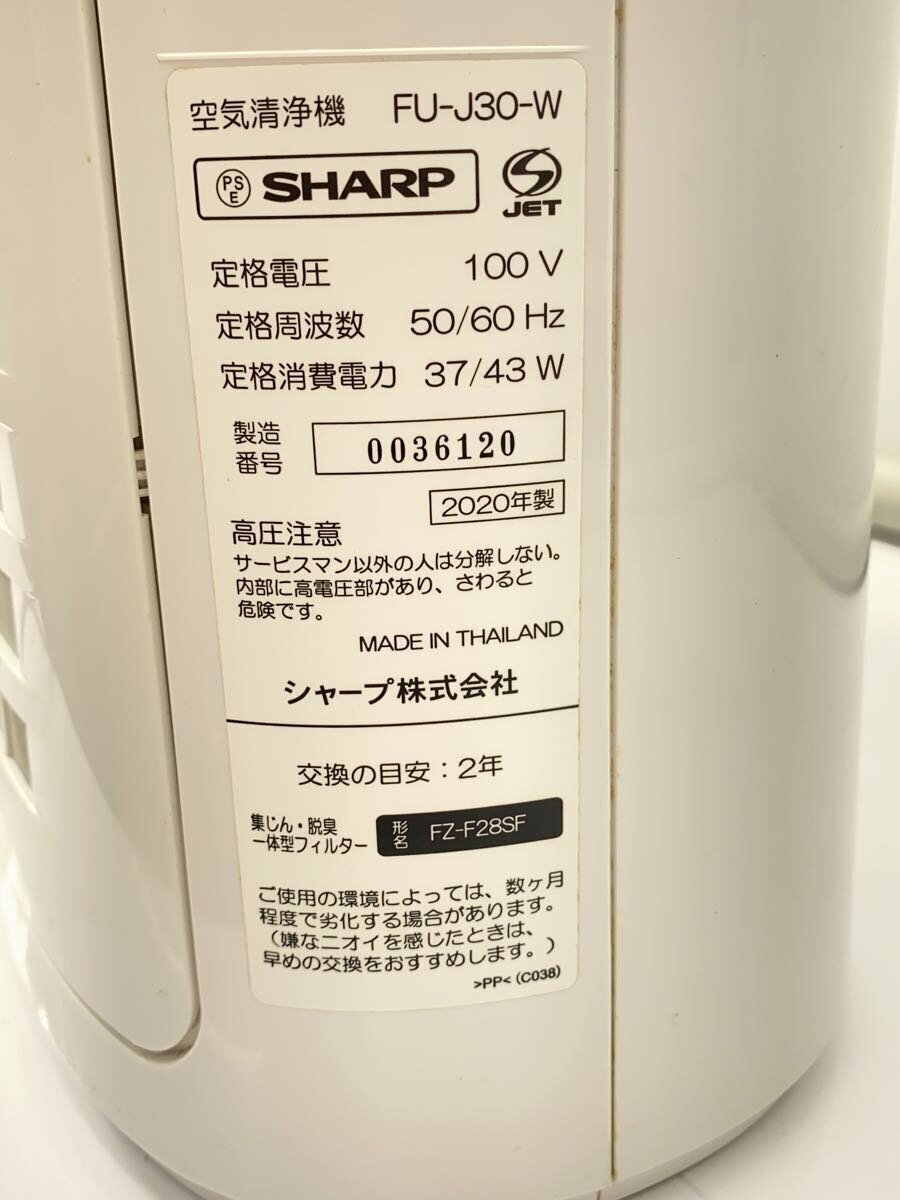 空気清浄機 FU-J30-W
PSE SHARP JET
定格電圧 100 V
定格周波数 50/60 Hz
定格消費電力 37/43 W
製造番号 0036120
2020年製
高圧注意
サービスマン以外の人は分解しない。
内部に高電圧部があり、さわると
危険です。
MADE IN THAILAND
シャープ株式会社
交換の目安：2年
集じん・脱臭
一体型フィルター 形名 FZ-F28SF
ご使用の環境によっては、数ヶ月
程度で劣化する場合があります。
（嫌なニオイを感じたときは、
早めの交換をおすすめします。）
>PP< (C038)